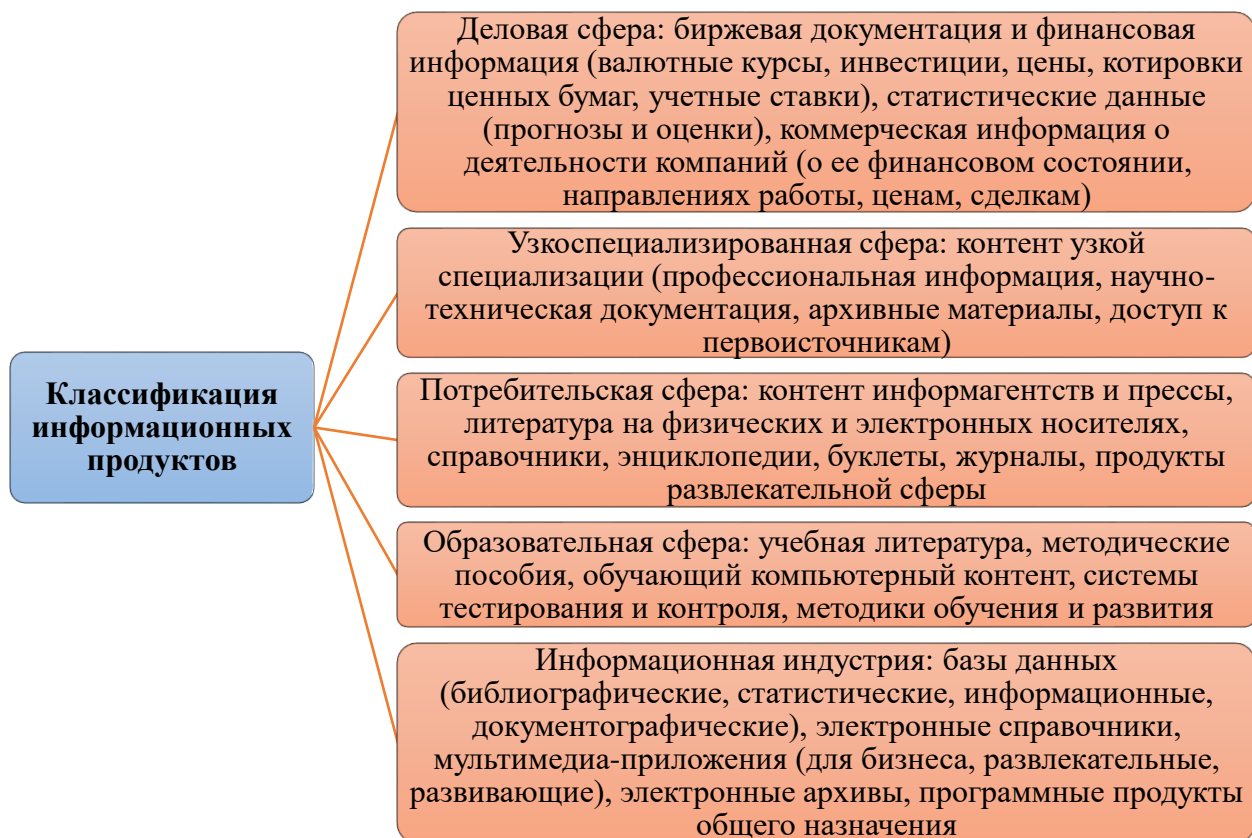 Классификация
информационных
продуктов
Деловая сфера: биржевая документация и финансовая
информация (валютные курсы, инвестиции, цены, котировки
ценных бумаг, учетные ставки), статистические данные
(прогнозы и оценки), коммерческая информация о
деятельности компаний (о ее финансовом состоянии,
направлениях работы, ценам, сделкам)
Узкоспециализированная сфера: контент узкой
специализации (профессиональная информация, научно-
техническая документация, архивные материалы, доступ к
первоисточникам)
Потребительская сфера: контент информагентств и прессы,
литература на физических и электронных носителях,
справочники, энциклопедии, буклеты, журналы, продукты
развлекательной сферы
Образовательная сфера: учебная литература, методические
пособия, обучающий компьютерный контент, системы
тестирования и контроля, методики обучения и развития
Информационная индустрия: базы данных
(библиографические, статистические, информационные,
документографические), электронные справочники,
мультимедиа-приложения (для бизнеса, развлекательные,
развивающие), электронные архивы, программные продукты
общего назначения